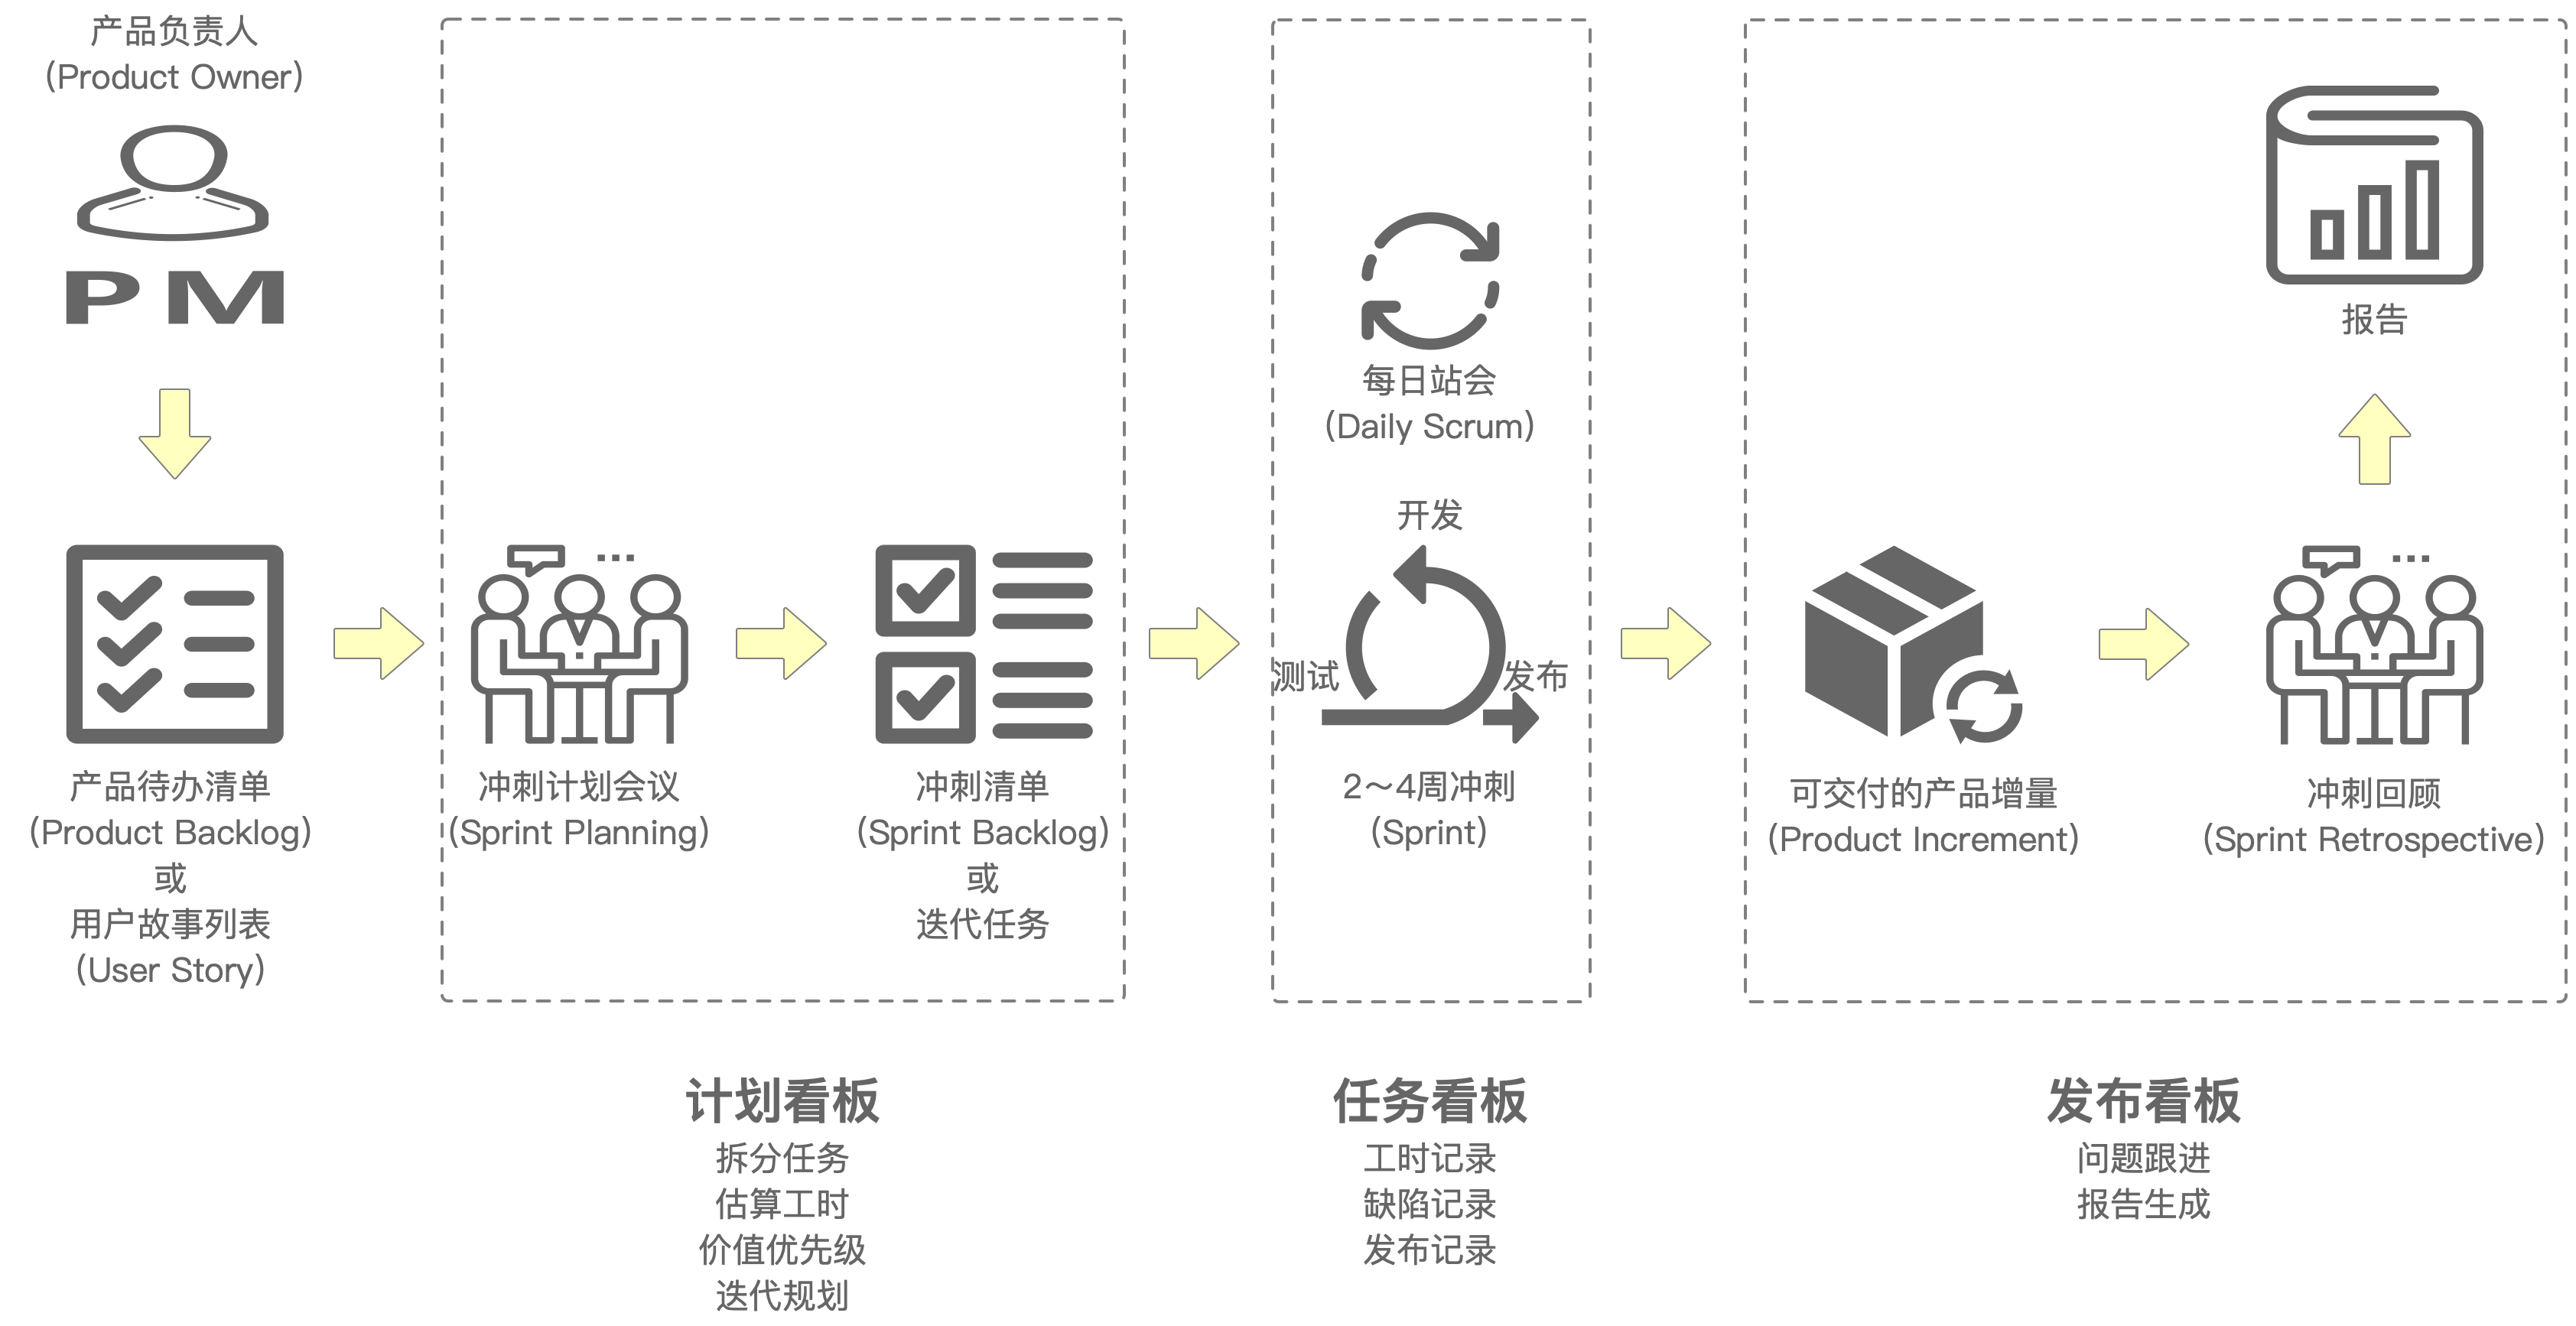 产品负责人
(Product Owner)
PM
产品待办清单
(Product Backlog)
或
用户故事列表
(User Story)
冲刺计划会议
(Sprint Planning)
冲刺清单
(Sprint Backlog)
或
迭代任务
每日站会
(Daily Scrum)
开发
测试
发布
2～4周冲刺
(Sprint)
可交付的产品增量
(Product Increment)
冲刺回顾
(Sprint Retrospective)
报告
计划看板
拆分任务
估算工时
价值优先级
迭代规划
任务看板
工时记录
缺陷记录
发布记录
发布看板
问题跟进
报告生成